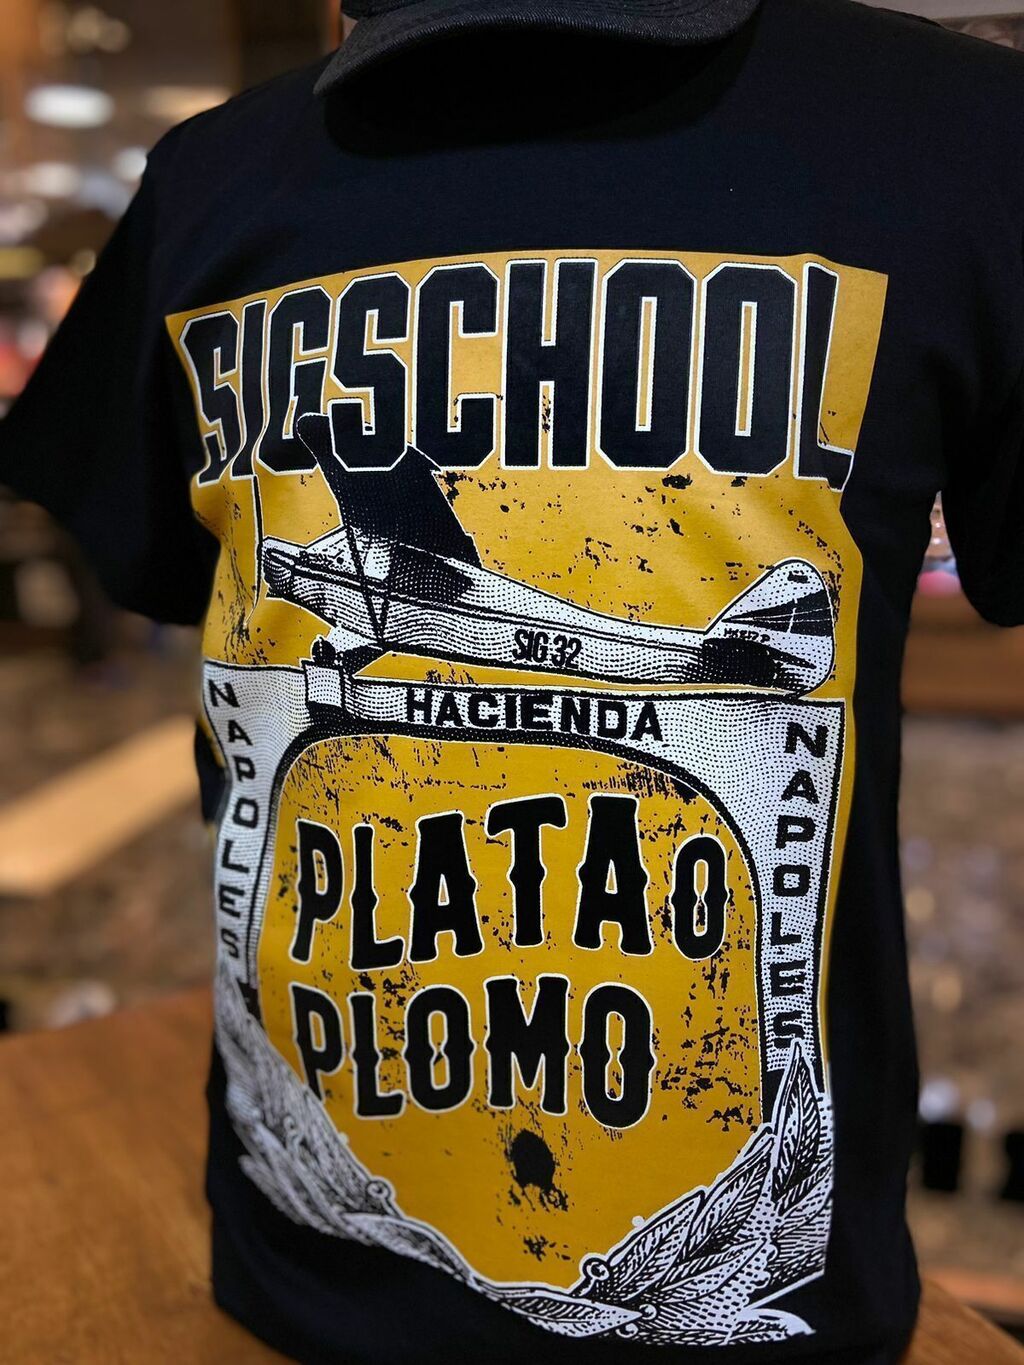 SIGSCHOOL
SIG.32
HACIENDA
NAPOLES
NAPOLES
PLATA O
PLOMO